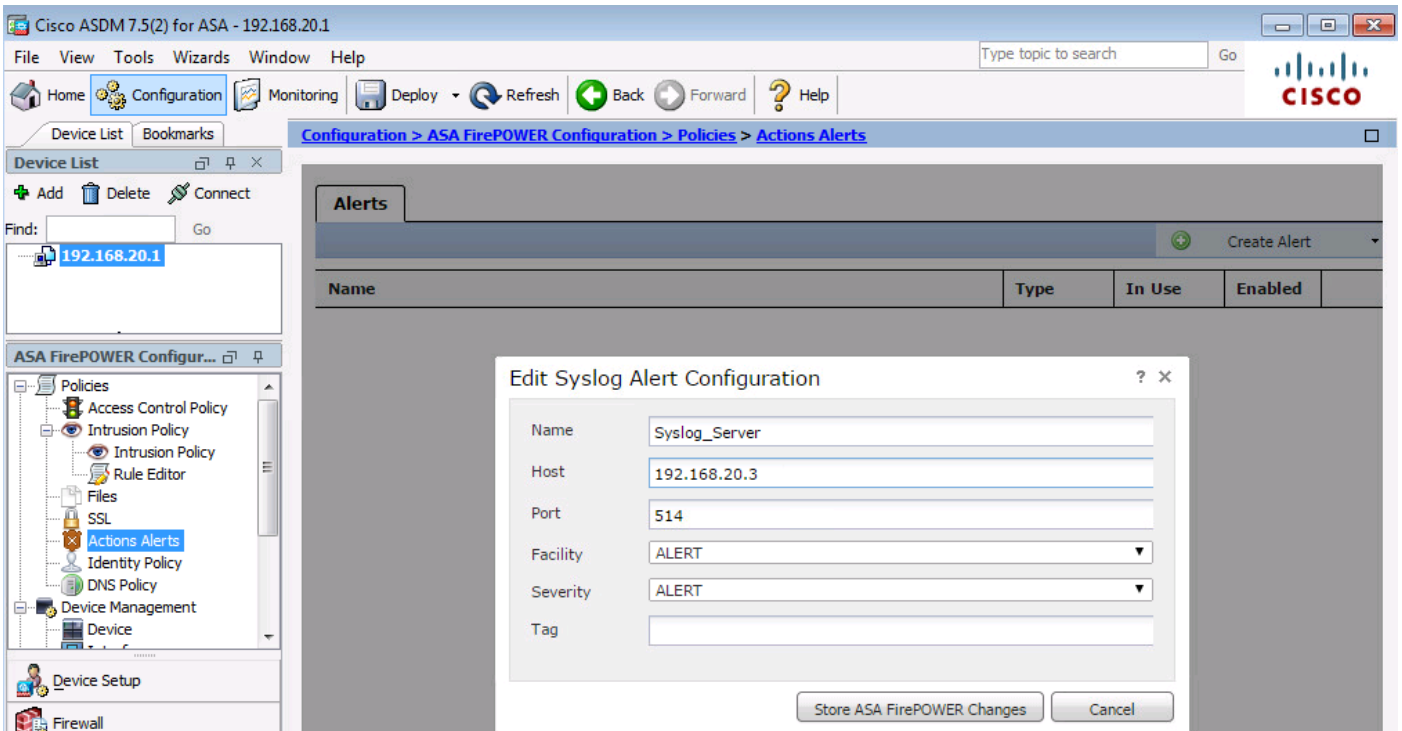 Cisco ASDM 7.5(2) for ASA - 192.168.20.1
File View Tools Wizards Window Help
Type topic to search
Go
CISCO
Home Configuration Monitoring Deploy Refresh Back Forward Help
Device List Bookmarks
Configuration > ASA FirePOWER Configuration > Policies > Actions Alerts
Device List
Add Delete Connect
Find:
Go
192.168.20.1
Alerts
Create Alert
Name Type In Use Enabled
ASA FirePOWER Configur...
Policies
Access Control Policy
Intrusion Policy
Intrusion Policy
Rule Editor
Files
SSL
Actions Alerts
Identity Policy
DNS Policy
Device Management
Device
Device Setup
Firewall
Edit Syslog Alert Configuration ?
Name Syslog_Server
Host 192.168.20.3
Port 514
Facility ALERT
Severity ALERT
Tag
Store ASA FirePOWER Changes Cancel